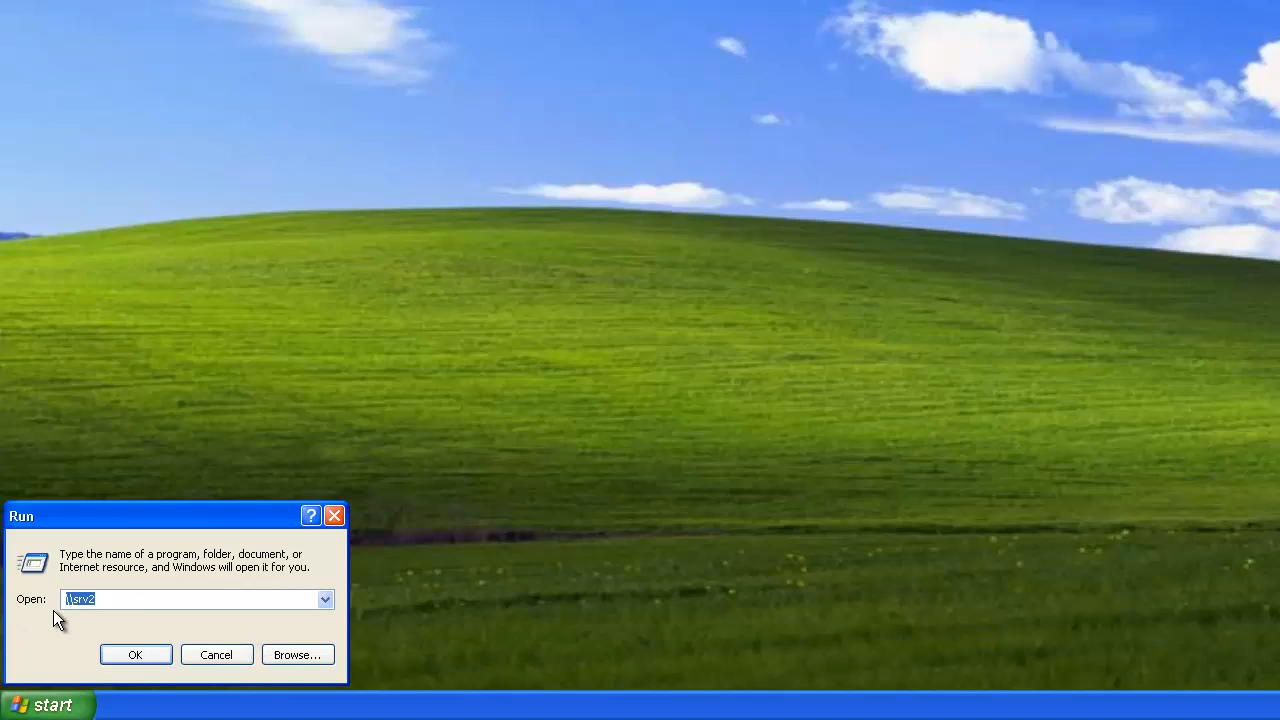 Run
Type the name of a program, folder, document, or
Internet resource, and Windows will open it for you.
Open: \\srv2
OK Cancel Browse...
start